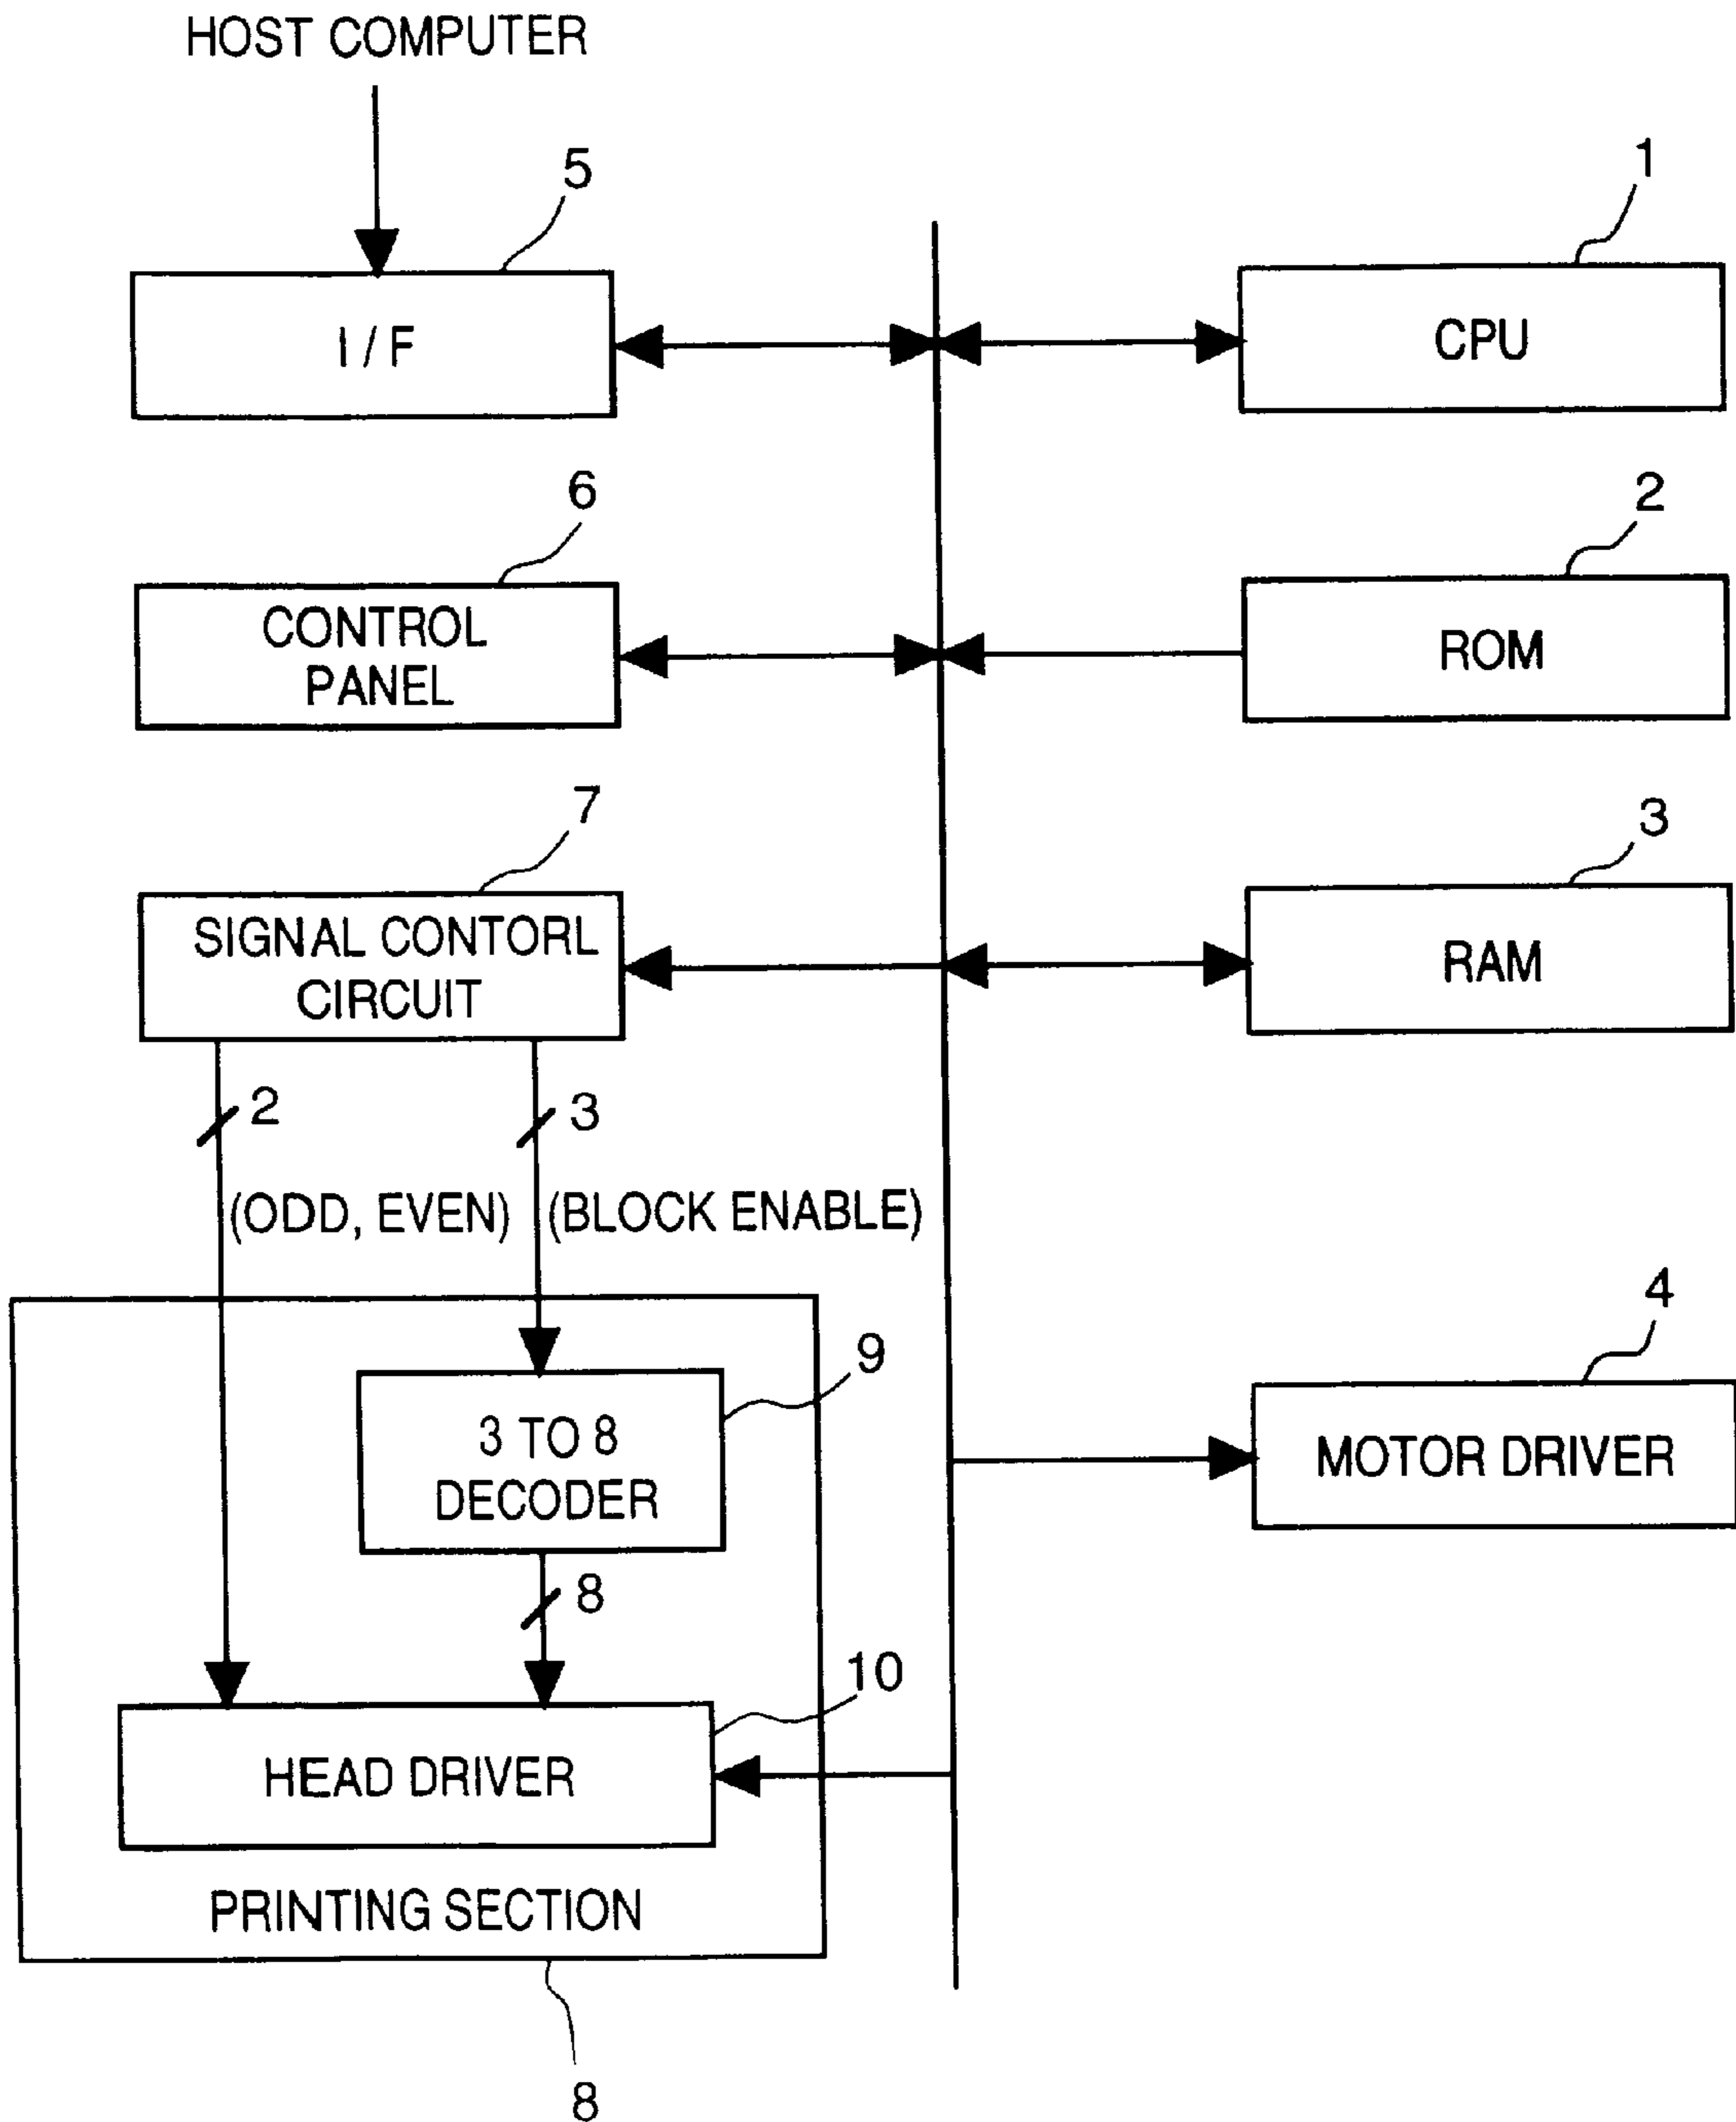 HOST COMPUTER
5
1
I / F
CPU
6
2
CONTROL
PANEL
ROM
7
3
SIGNAL CONTORL
CIRCUIT
RAM
2
3
(ODD, EVEN)
(BLOCK ENABLE)
4
9
3 TO 8
DECODER
MOTOR DRIVER
8
10
HEAD DRIVER
PRINTING SECTION
8